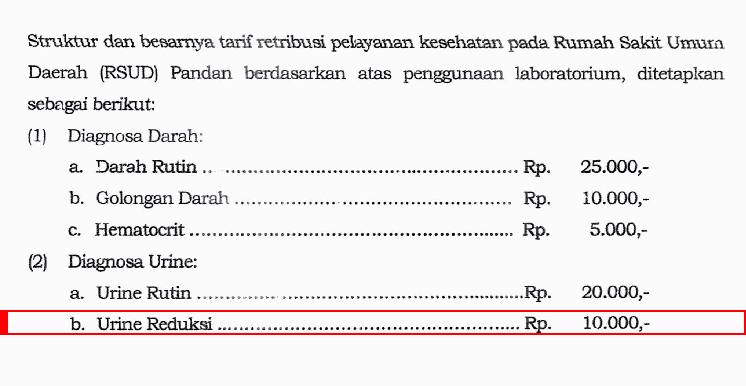 Struktur dan besarnya tarif retribusi pelayanan kesehatan pada Rumah Sakit Umum
Daerah (RSUD) Pandan berdasarkan atas penggunaan laboratorium, ditetapkan
sebagai berikut:
(1) Diagnosa Darah:
a. Darah Rutin .. .................................................... Rp. 25.000,-
b. Golongan Darah .................................................. Rp. 10.000,-
c. Hematocrit .......................................................... Rp. 5.000,-
(2) Diagnosa Urine:
a. Urine Rutin ..........................................................Rp. 20.000,-
b. Urine Reduksi ..................................................... Rp. 10.000,-